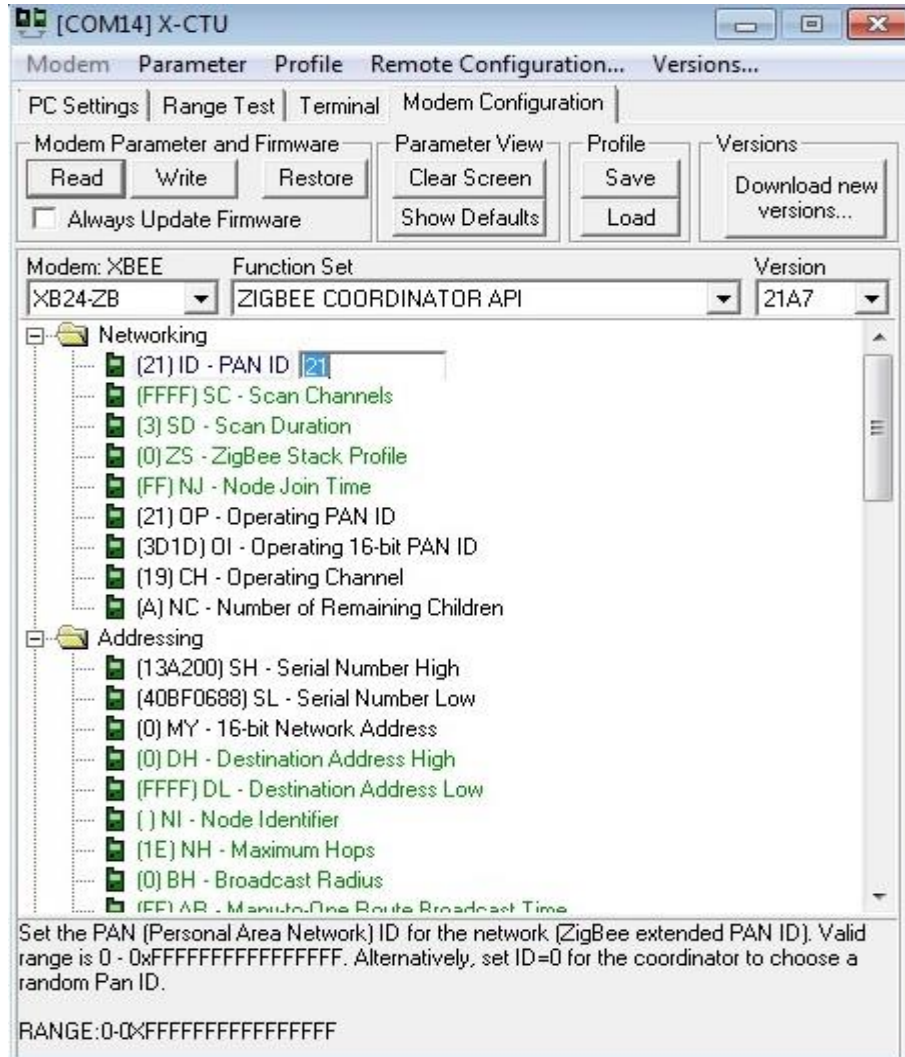 [COM14] X-CTU
Modem Parameter Profile Remote Configuration... Versions...
PC Settings Range Test Terminal Modem Configuration
Modem Parameter and Firmware Parameter View Profile Versions
Read Write Restore Clear Screen Save Download new versions...
Always Update Firmware Show Defaults Load
Modem: XBEE Function Set Version
XB24-ZB ZIGBEE COORDINATOR API 21A7
Networking
(21) ID - PAN ID 21
(FFFF) SC - Scan Channels
(3) SD - Scan Duration
(0) ZS - ZigBee Stack Profile
(FF) NJ - Node Join Time
(21) OP - Operating PAN ID
(3D1D) OI - Operating 16-bit PAN ID
(19) CH - Operating Channel
(A) NC - Number of Remaining Children
Addressing
(13A200) SH - Serial Number High
(40BF0688) SL - Serial Number Low
(0) MY - 16-bit Network Address
(0) DH - Destination Address High
(FFFF) DL - Destination Address Low
( ) NI - Node Identifier
(1E) NH - Maximum Hops
(0) BH - Broadcast Radius
(FF) AR - Many-to-One Route Broadcast Time
Set the PAN (Personal Area Network) ID for the network (ZigBee extended PAN ID). Valid
range is 0 - 0xFFFFFFFFFFFFFFFF. Alternatively, set ID=0 for the coordinator to choose a
random Pan ID.
RANGE:0-0XFFFFFFFFFFFFFFFF